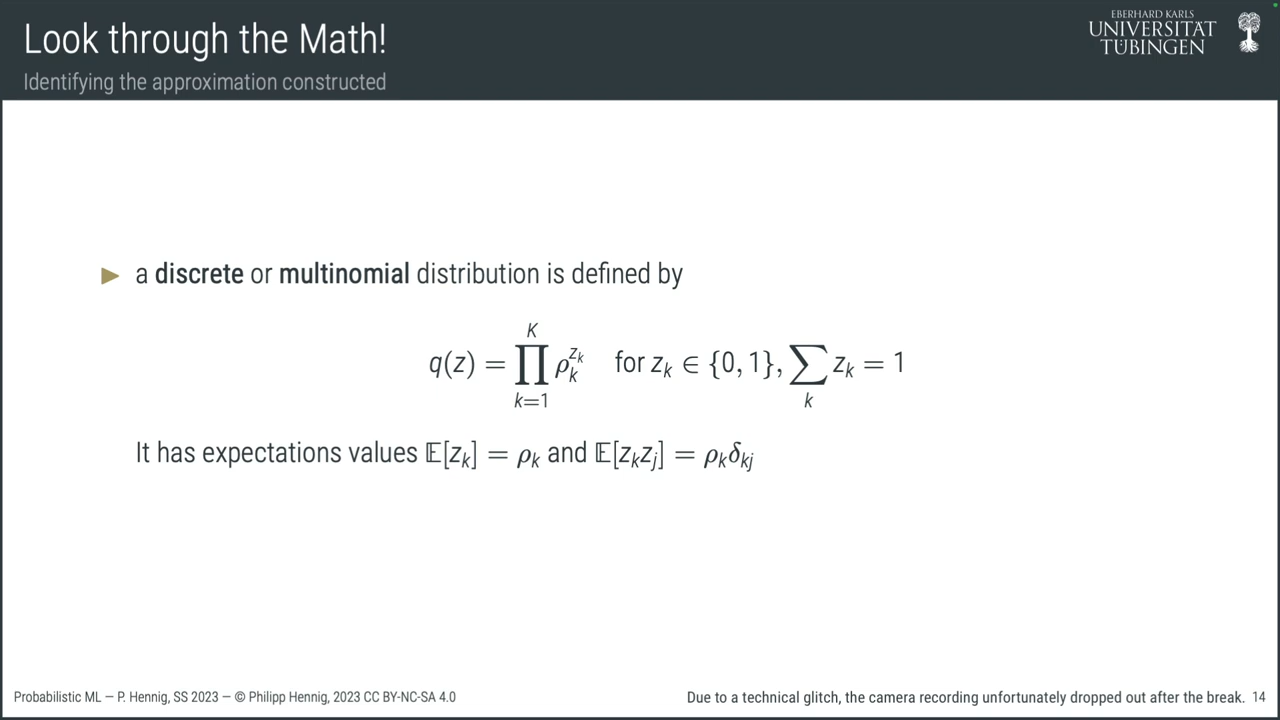 Look through the Math!
Identifying the approximation constructed
EBERHARD KARLS
UNIVERSITÄT
TÜBINGEN
▶ a discrete or multinomial distribution is defined by
q(z) = ∏_{k=1}^{K} ρ_k^{z_k} for z_k ∈ {0, 1}, ∑_k z_k = 1
It has expectations values 𝔼[z_k] = ρ_k and 𝔼[z_k z_j] = ρ_k δ_{kj}
Probabilistic ML — P. Hennig, SS 2023 — © Philipp Hennig, 2023 CC BY-NC-SA 4.0
Due to a technical glitch, the camera recording unfortunately dropped out after the break. 14